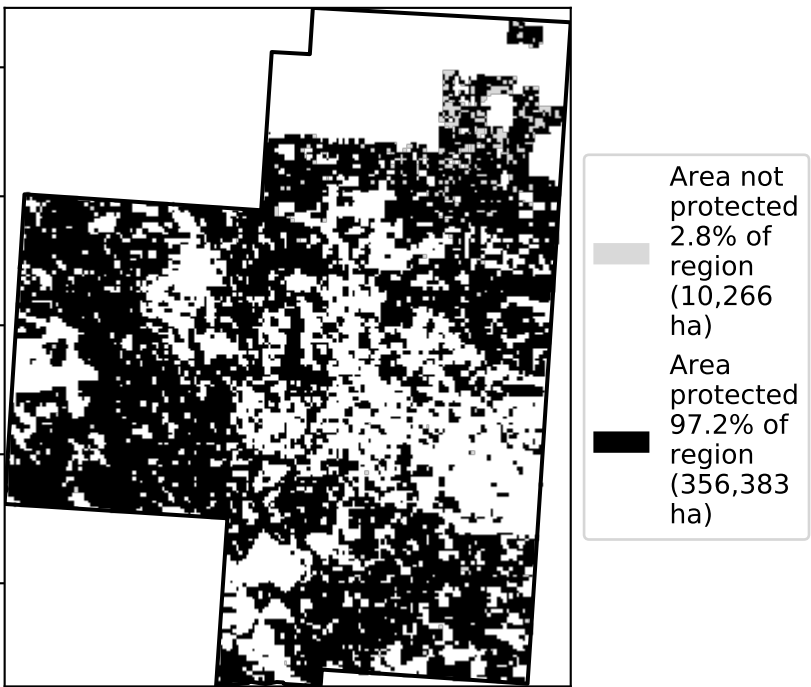 Area not
protected
2.8% of
region
(10,266
ha)
Area
protected
97.2% of
region
(356,383
ha)